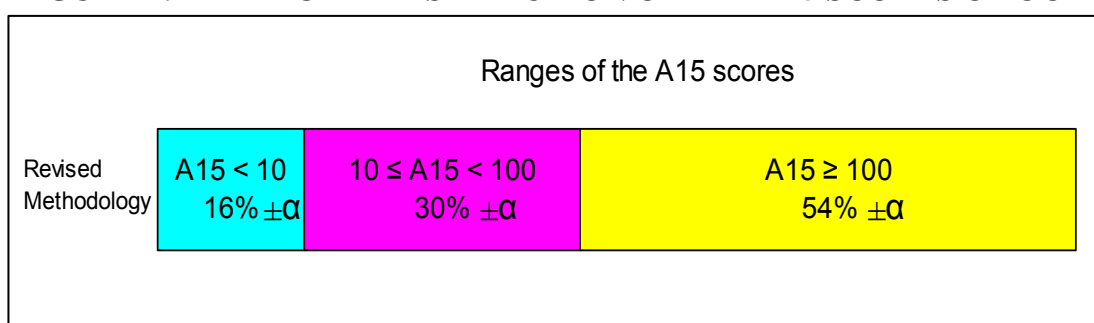 Ranges of the A15 scores
Revised
Methodology
A15 < 10
16% ±α
10 ≤ A15 < 100
30% ±α
A15 ≥ 100
54% ±α